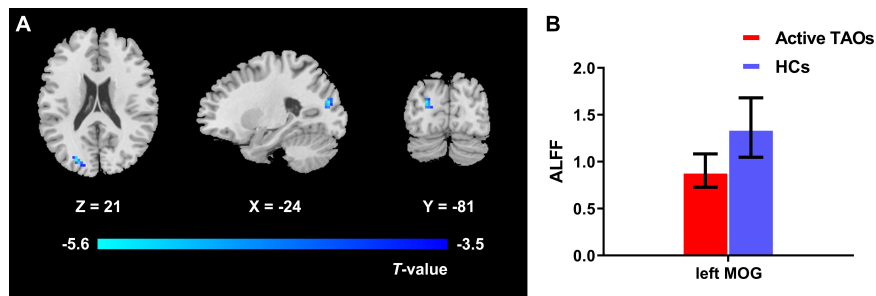 A
Z = 21
X = -24
Y = -81
-5.6
-3.5
T-value
B
Active TAOs
HCs
2.0
1.5
1.0
0.5
0.0
ALFF
left MOG